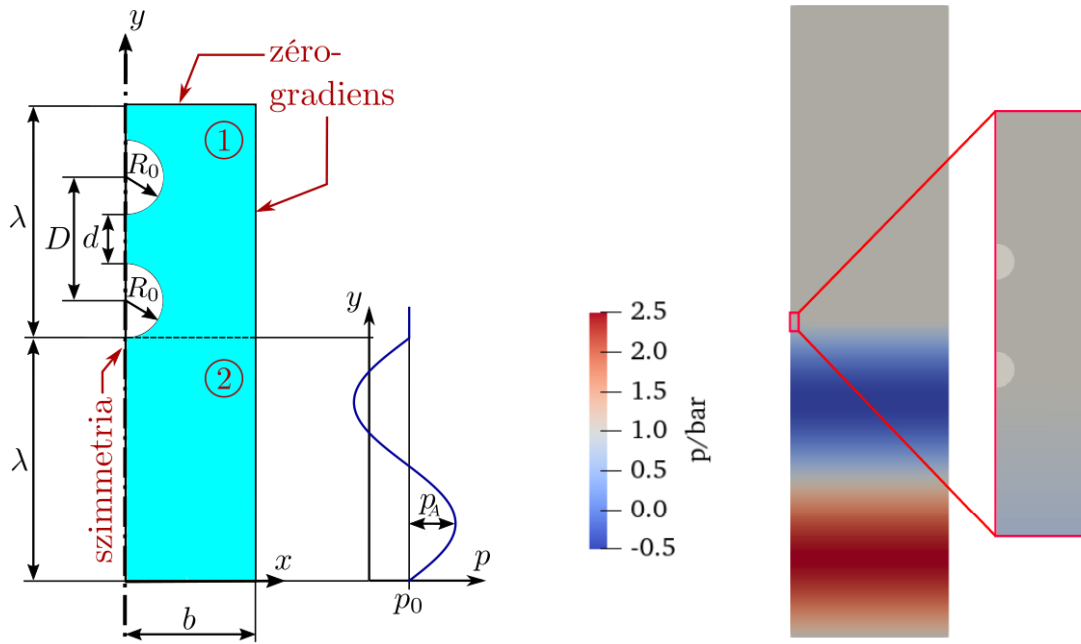 y
zéro-
gradiens
1
R₀
λ
D
d
R₀
y
2
szimmetria
λ
p_A
x
p
p₀
b
2.5
2.0
1.5
1.0
0.5
0.0
-0.5
p/bar